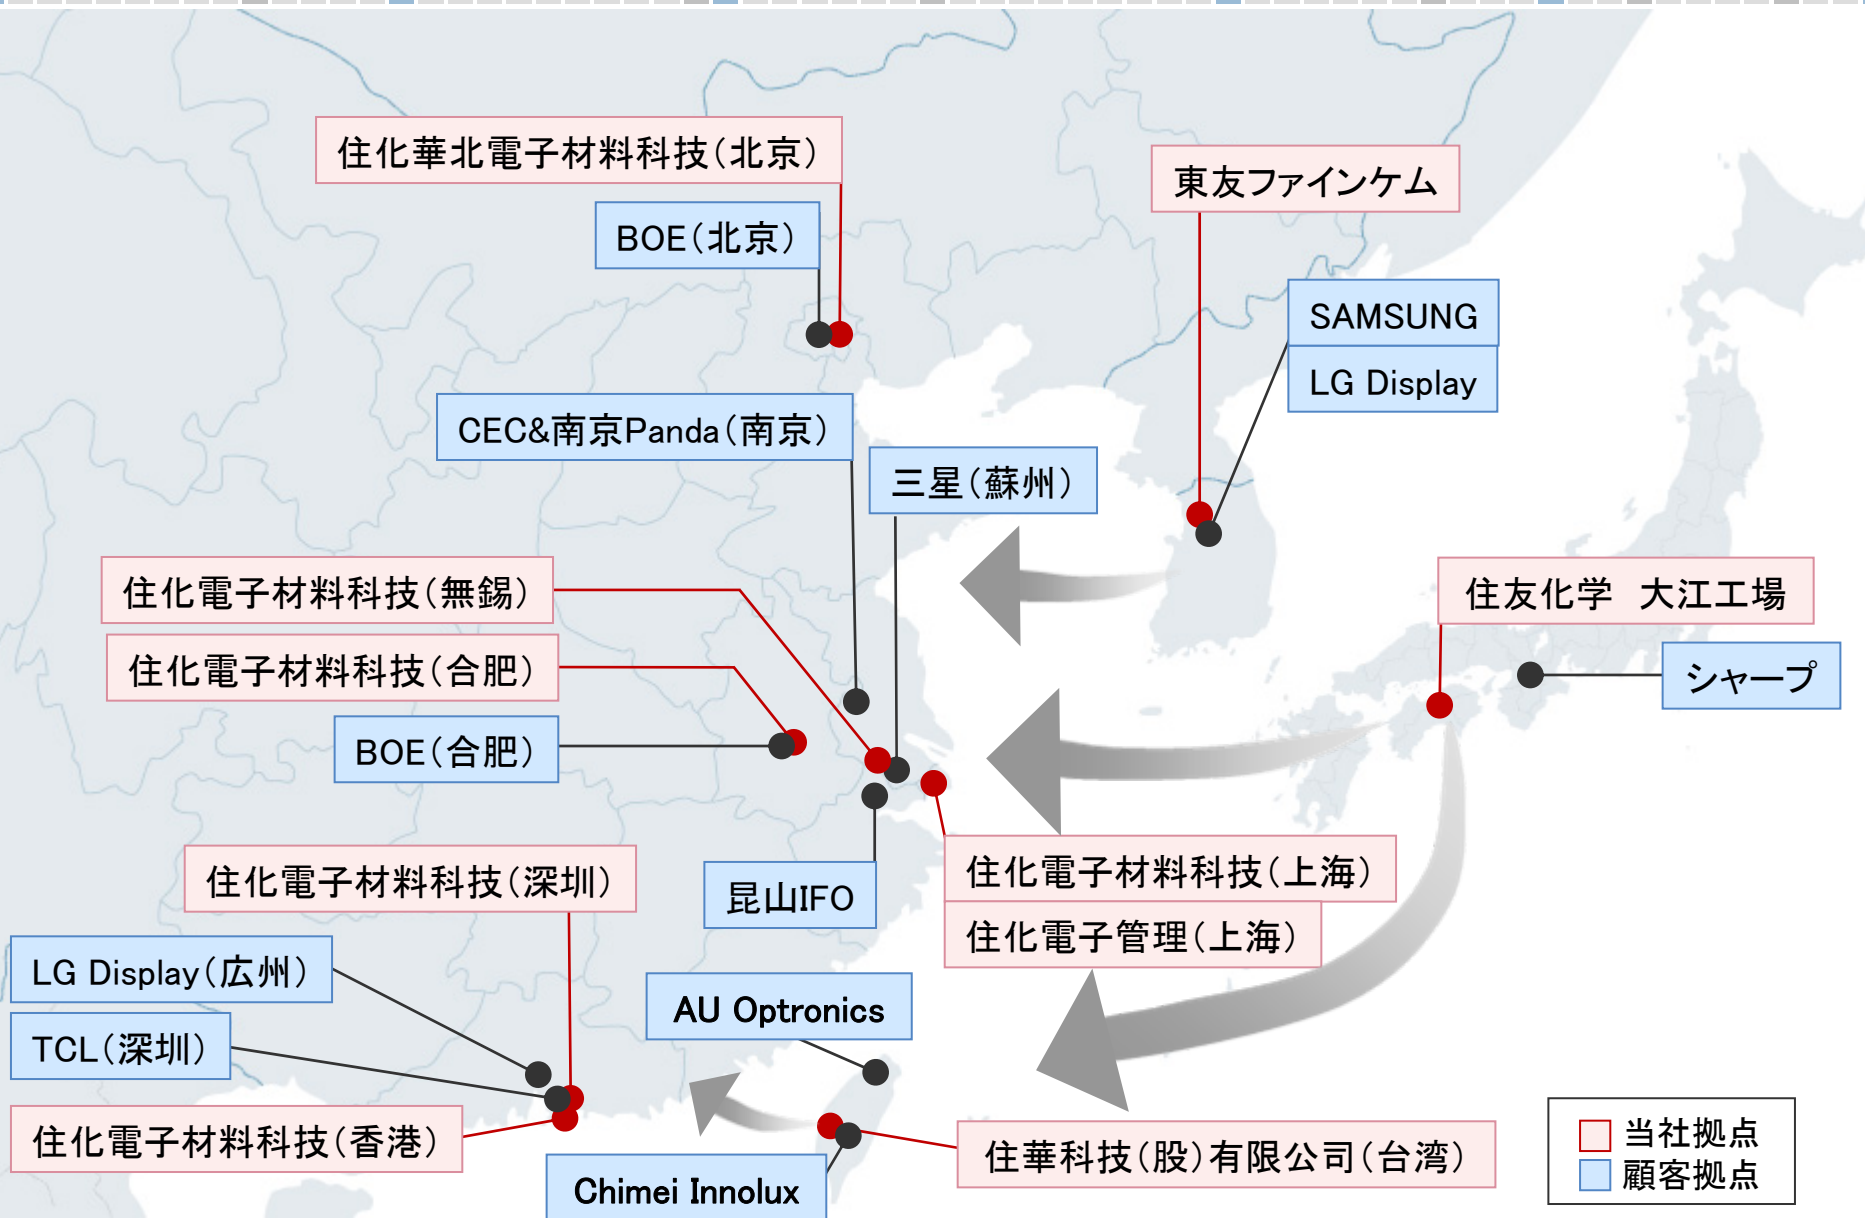 住化華北電子材料科技(北京)
東友ファインケム
BOE(北京)
SAMSUNG
LG Display
CEC&南京Panda(南京)
三星(蘇州)
住化電子材料科技(無錫)
住友化学　大江工場
住化電子材料科技(合肥)
シャープ
BOE(合肥)
住化電子材料科技(深圳)
昆山IFO
住化電子材料科技(上海)
住化電子管理(上海)
LG Display(広州)
AU Optronics
TCL(深圳)
住化電子材料科技(香港)
住華科技(股)有限公司(台湾)
Chimei Innolux
当社拠点
顧客拠点